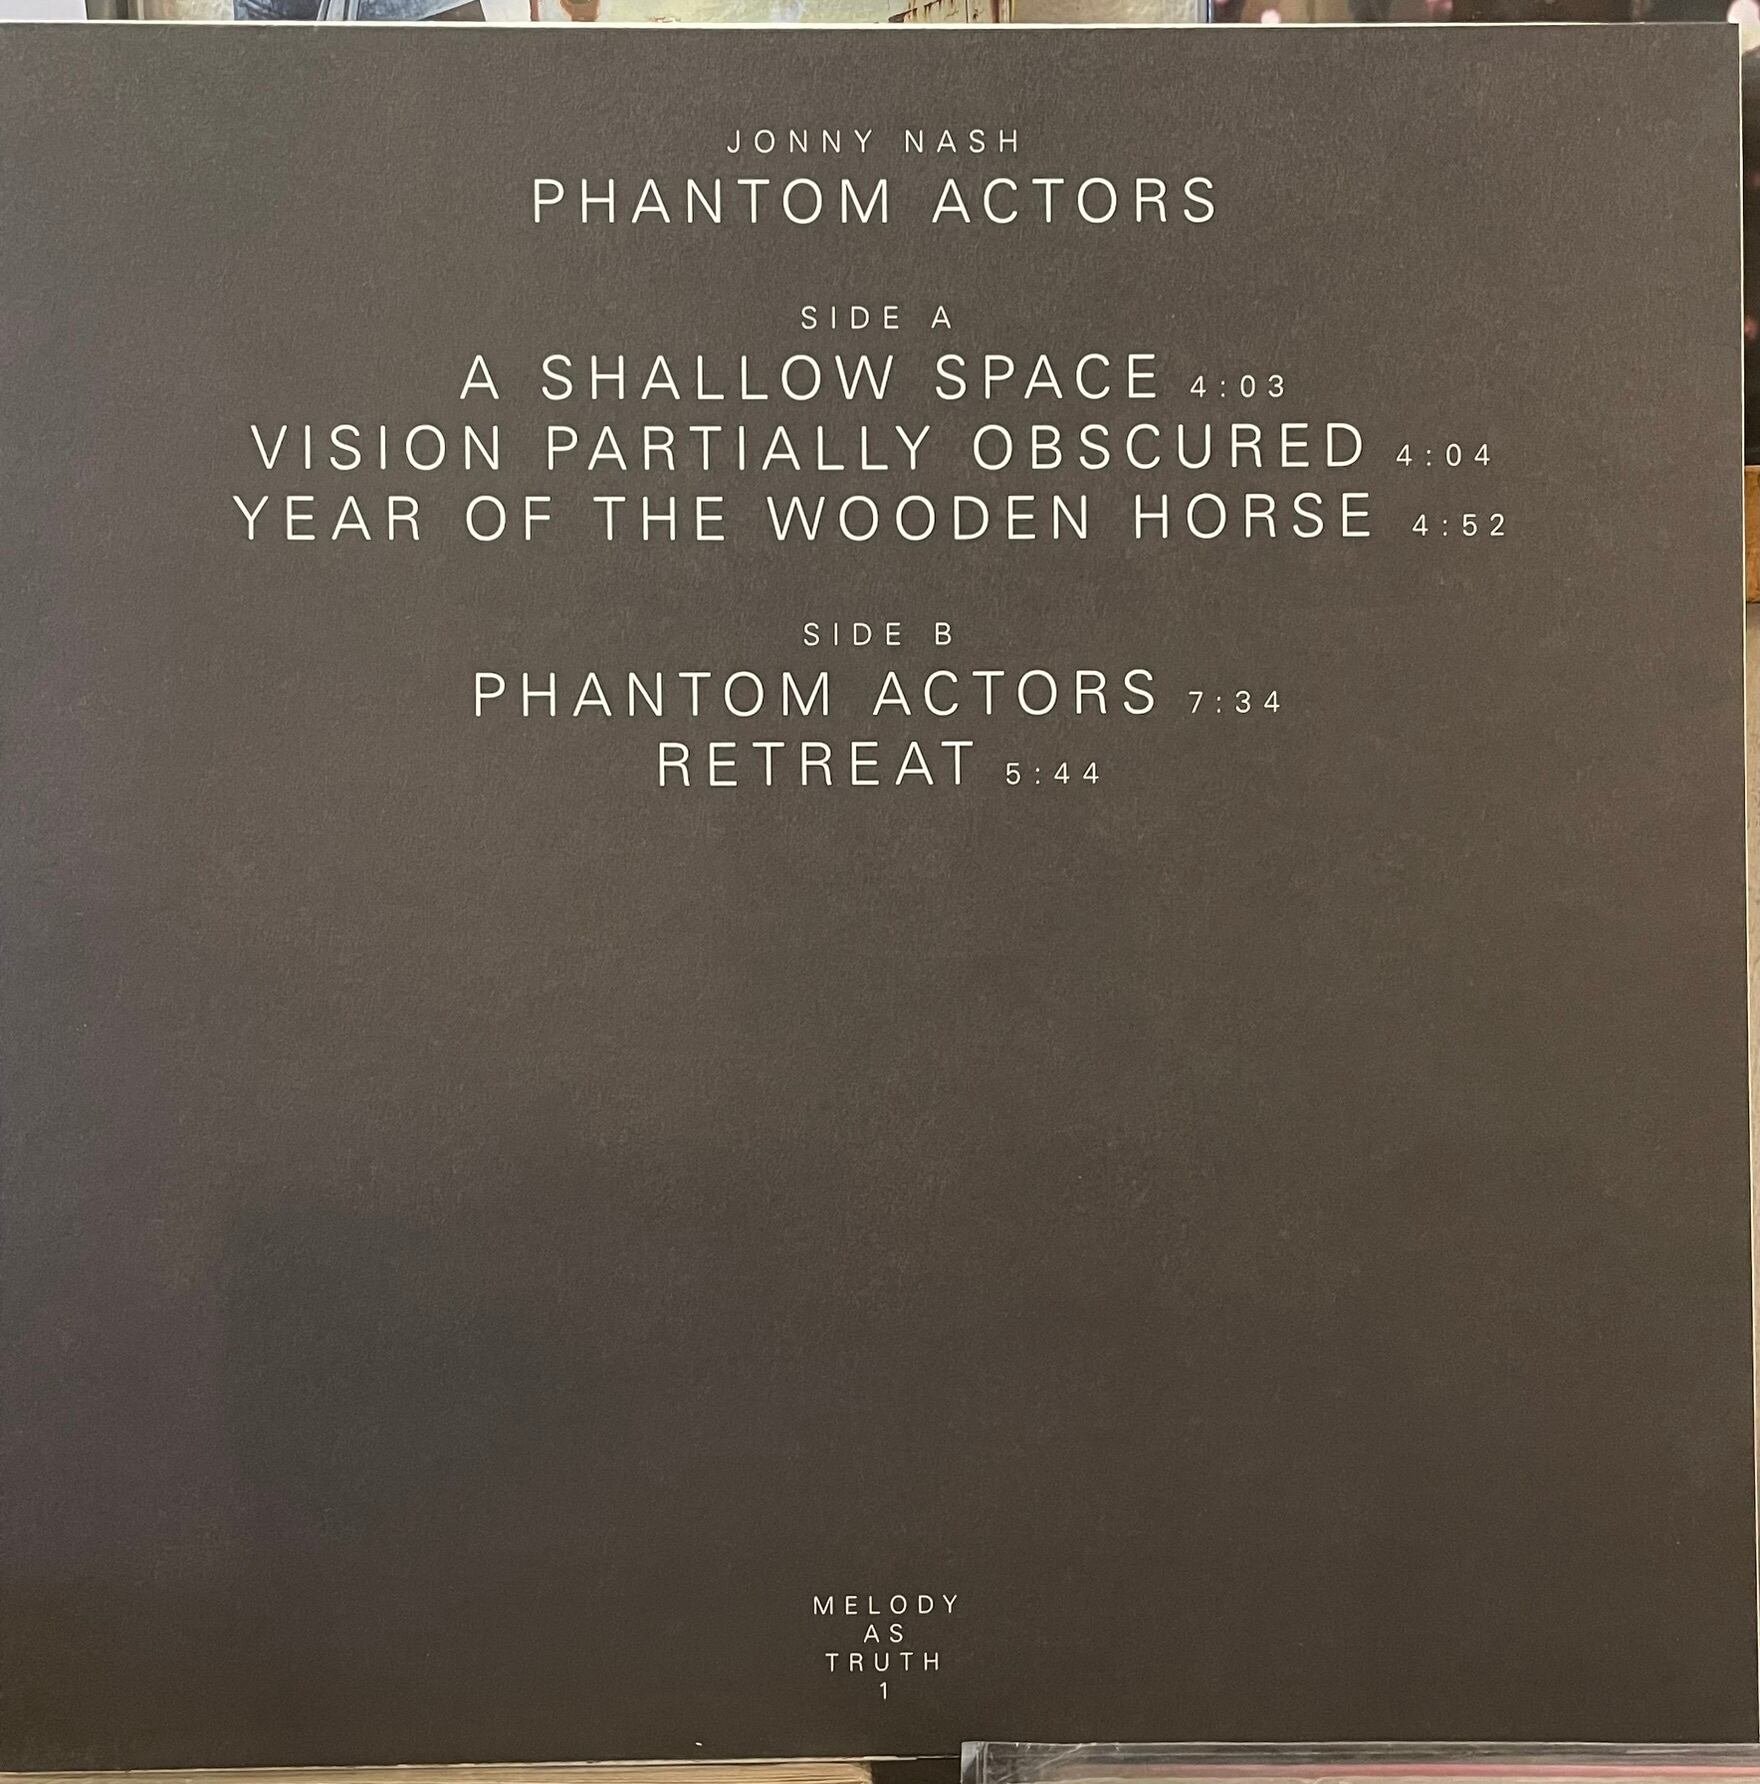 JONNY NASH
PHANTOM ACTORS
SIDE A
A SHALLOW SPACE 4:03
VISION PARTIALLY OBSCURED 4:04
YEAR OF THE WOODEN HORSE 4:52
SIDE B
PHANTOM ACTORS 7:34
RETREAT 5:44
MELODY
AS
TRUTH
1